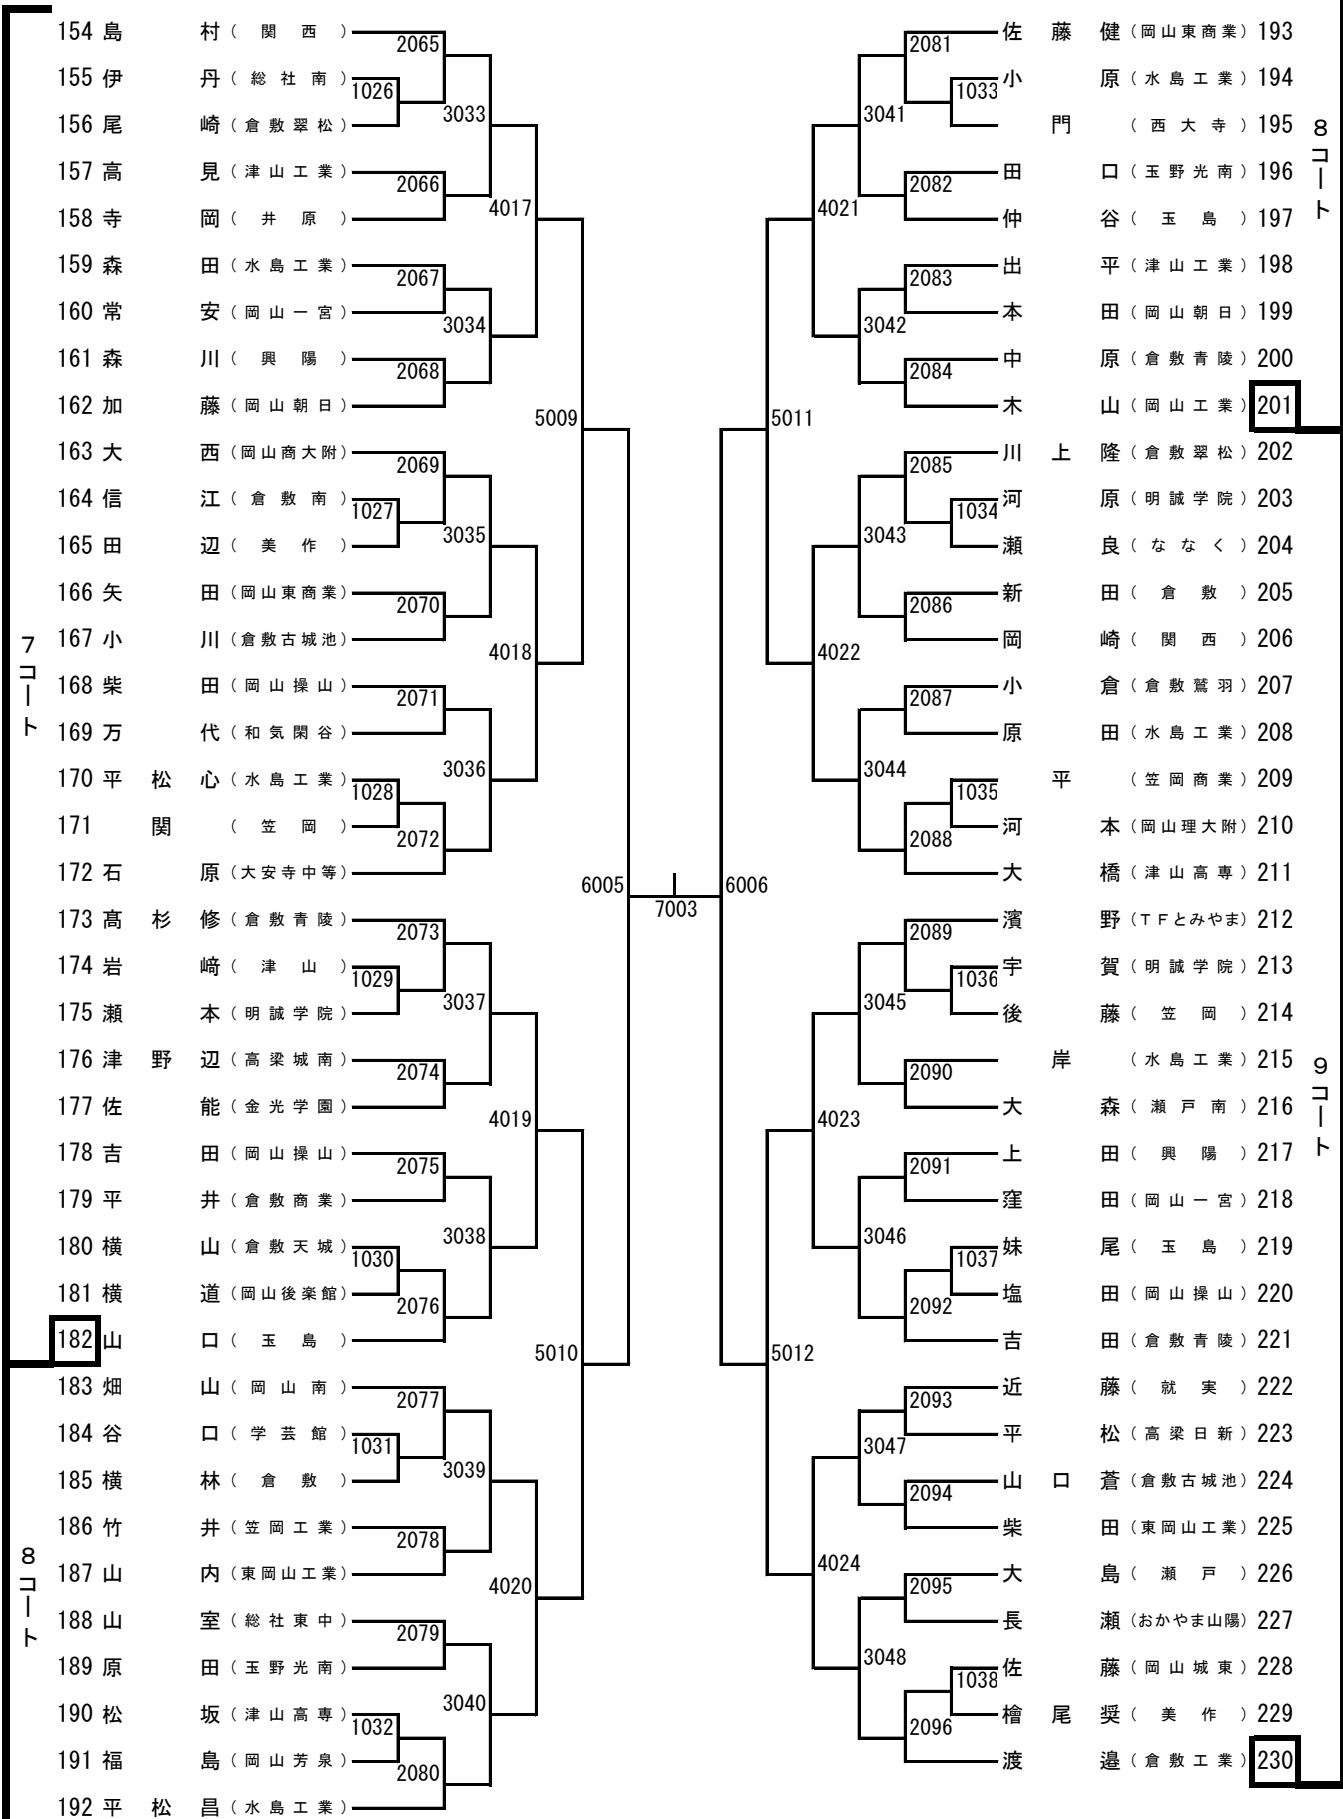 154 島村（関西）
155 伊丹（総社南）
156 尾崎（倉敷翠松）
157 高見（津山工業）
158 寺岡（井原）
159 森田（水島工業）
160 常安（岡山一宮）
161 森川（興陽）
162 加藤（岡山朝日）
163 大西（岡山商大附）
164 信江（倉敷南）
165 田辺（美作）
166 矢田（岡山東商業）
167 小川（倉敷古城池）
168 柴田（岡山操山）
169 万代（和気閑谷）
170 平松心（水島工業）
171 関（笠岡）
172 石原（大安寺中等）
173 髙杉修（倉敷青陵）
174 岩﨑（津山）
175 瀬本（明誠学院）
176 津野辺（高梁城南）
177 佐能（金光学園）
178 吉田（岡山操山）
179 平井（倉敷商業）
180 横山（倉敷天城）
181 横道（岡山後楽館）
182 山口（玉島）
183 畑山（岡山南）
184 谷口（学芸館）
185 横林（倉敷）
186 竹井（笠岡工業）
187 山内（東岡山工業）
188 山室（総社東中）
189 原田（玉野光南）
190 松坂（津山高専）
191 福島（岡山芳泉）
192 平松昌（水島工業）
7コート
8コート
1026
1027
1028
1029
1030
1031
1032
2065
2066
2067
2068
2069
2070
2071
2072
2073
2074
2075
2076
2077
2078
2079
2080
3033
3034
3035
3036
3037
3038
3039
3040
4017
4018
4019
4020
5009
5010
6005
7003
6006
5011
5012
4021
4022
4023
4024
3041
3042
3043
3044
3045
3046
3047
3048
2081
2082
2083
2084
2085
2086
2087
2088
2089
2090
2091
2092
2093
2094
2095
2096
1033
1034
1035
1036
1037
1038
佐藤健（岡山東商業）193
小原（水島工業）194
門（西大寺）195
田口（玉野光南）196
仲谷（玉島）197
出平（津山工業）198
本田（岡山朝日）199
中原（倉敷青陵）200
木山（岡山工業）201
川上隆（倉敷翠松）202
河原（明誠学院）203
瀬良（ななく）204
新田（倉敷）205
岡崎（関西）206
小倉（倉敷鷲羽）207
原田（水島工業）208
平（笠岡商業）209
河本（岡山理大附）210
大橋（津山高専）211
濱野（ＴＦとみやま）212
宇賀（明誠学院）213
後藤（笠岡）214
岸（水島工業）215
大森（瀬戸南）216
上田（興陽）217
窪田（岡山一宮）218
妹尾（玉島）219
塩田（岡山操山）220
吉田（倉敷青陵）221
近藤（就実）222
平松（高梁日新）223
山口蒼（倉敷古城池）224
柴田（東岡山工業）225
大島（瀬戸）226
長瀬（おかやま山陽）227
佐藤（岡山城東）228
檜尾奨（美作）229
渡邉（倉敷工業）230
8コート
9コート